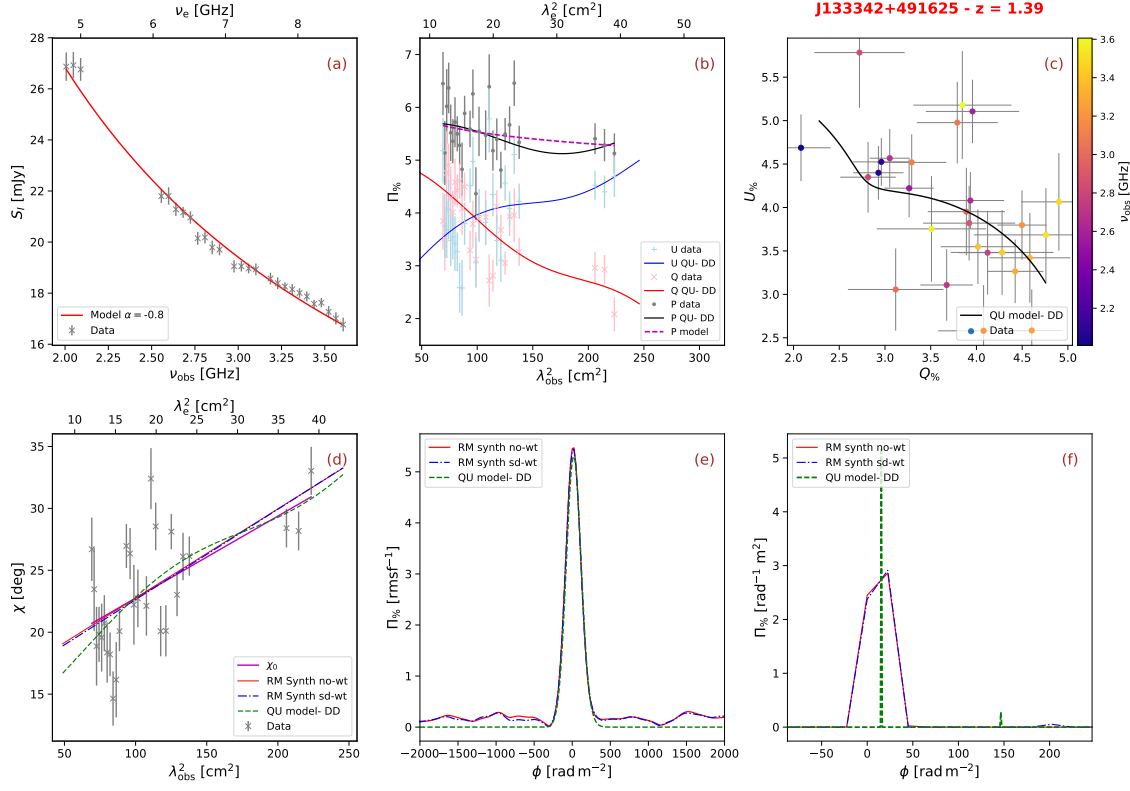 J133342+491625 - z = 1.39
ν_e [GHz]
5 6 7 8
S_I [mJy]
28
26
24
22
20
18
16
(a)
Model α = -0.8
Data
2.00 2.25 2.50 2.75 3.00 3.25 3.50
ν_obs [GHz]
λ²_e [cm²]
10 20 30 40 50
Π_%
7
6
5
4
3
2
(b)
U data
U QU- DD
Q data
Q QU- DD
P data
P QU- DD
P model
50 100 150 200 250 300
λ²_obs [cm²]
U_%
5.5
5.0
4.5
4.0
3.5
3.0
2.5
(c)
QU model- DD
Data
2.0 2.5 3.0 3.5 4.0 4.5 5.0
Q_%
3.6
3.4
3.2
3.0
2.8
2.6
2.4
2.2
ν_obs [GHz]
λ²_e [cm²]
10 15 20 25 30 35 40
χ [deg]
35
30
25
20
15
(d)
χ₀
RM Synth no-wt
RM Synth sd-wt
QU model- DD
Data
50 100 150 200 250
λ²_obs [cm²]
Π_% [rmsf⁻¹]
5
4
3
2
1
0
RM synth no-wt
RM synth sd-wt
QU model- DD
(e)
−2000 −1500 −1000 −500 0 500 1000 1500 2000
ϕ [rad m⁻²]
Π_% [rad⁻¹ m²]
5
4
3
2
1
0
RM synth no-wt
RM synth sd-wt
QU model- DD
(f)
−50 0 50 100 150 200
ϕ [rad m⁻²]